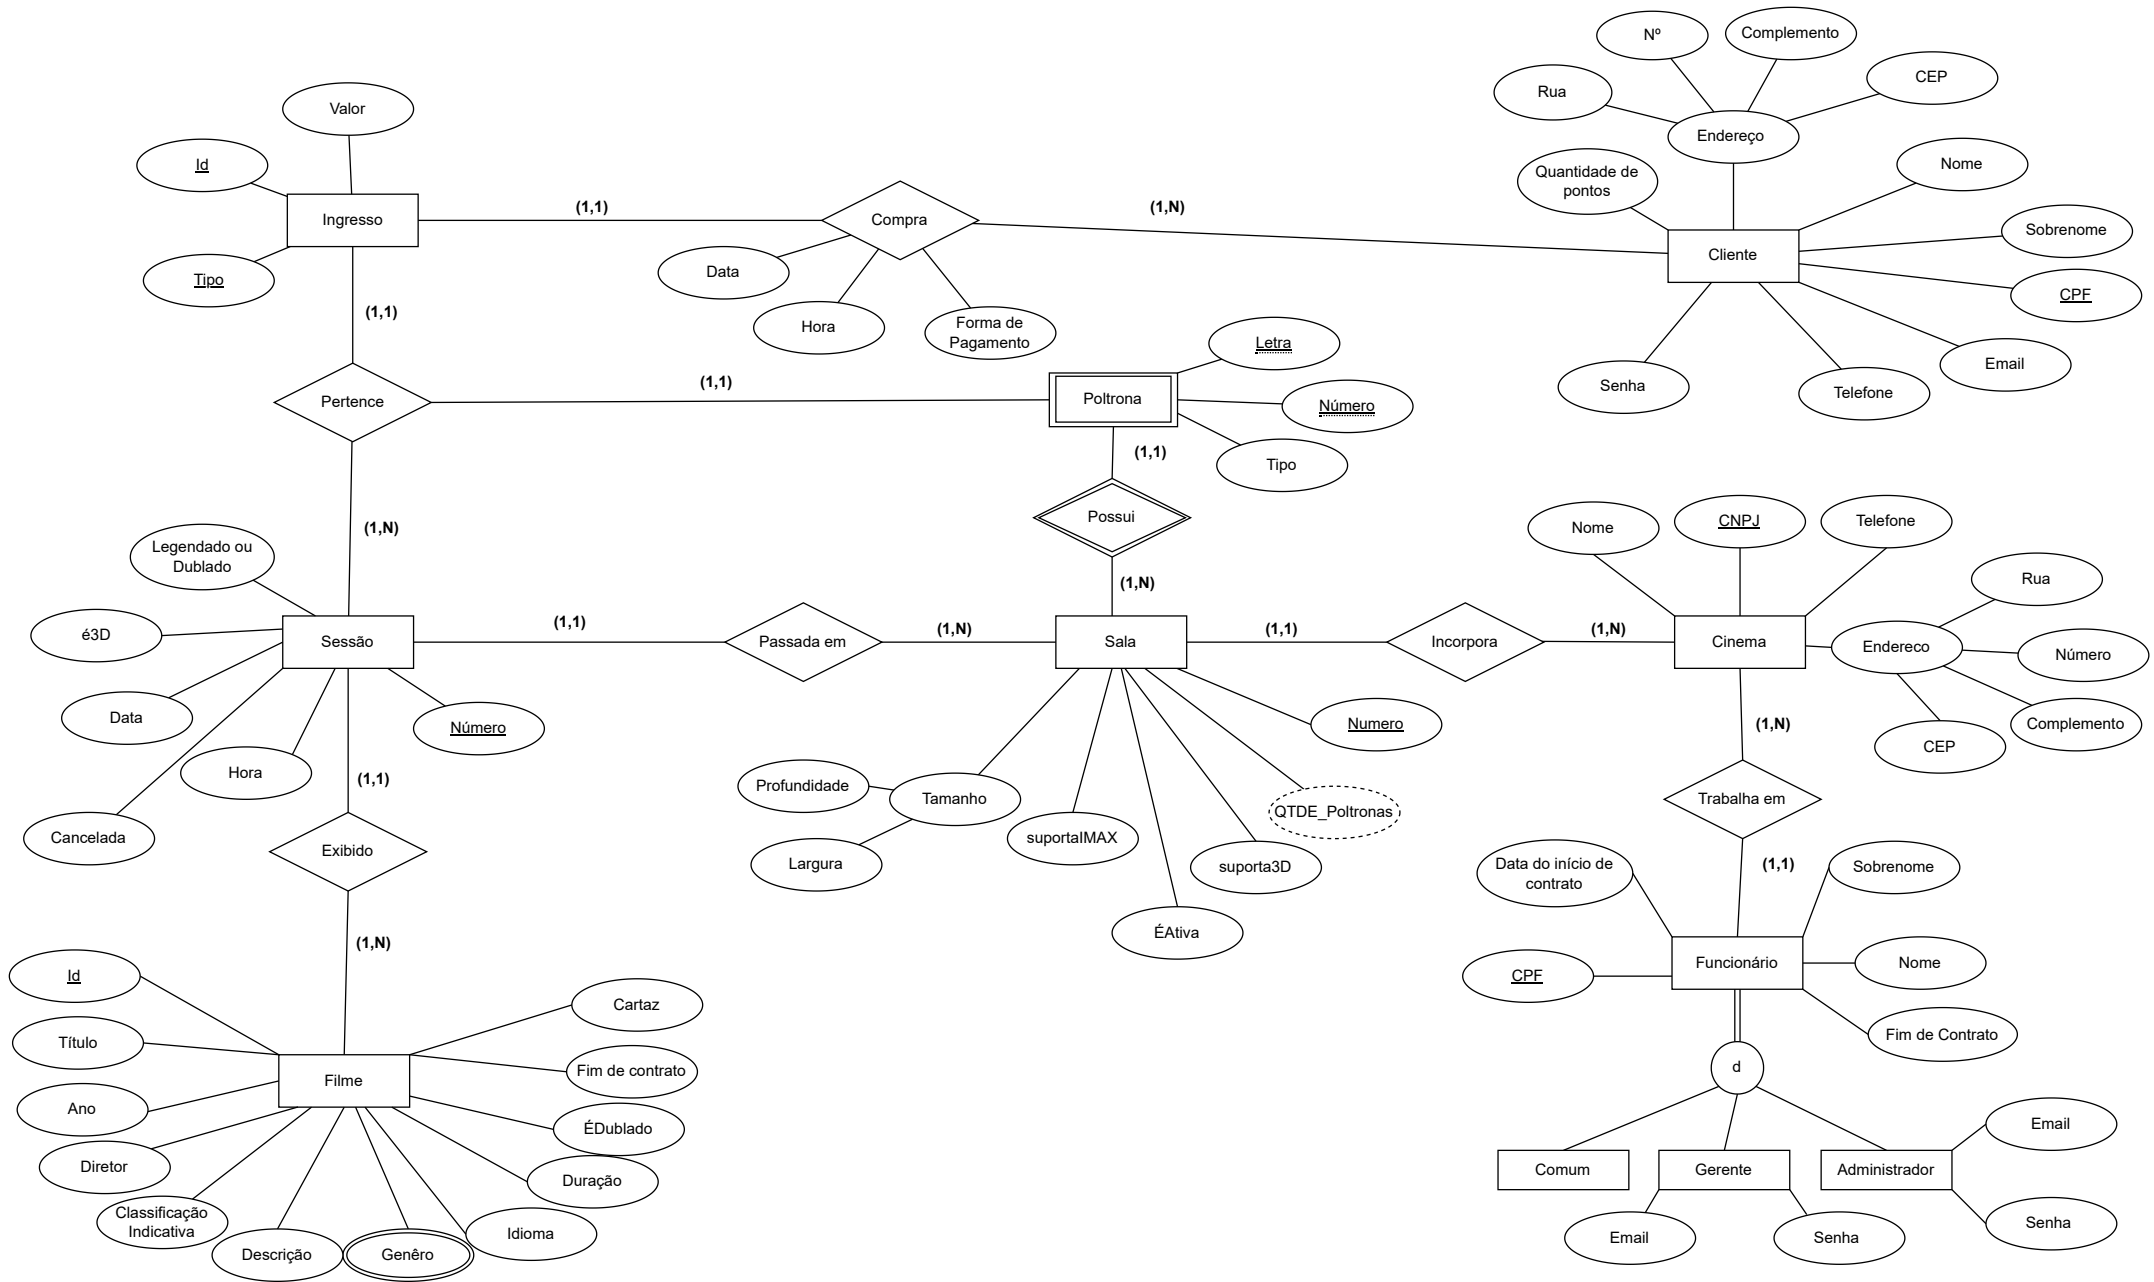 Nº
Complemento
Rua
CEP
Endereço
Valor
Id
Quantidade de
pontos
Nome
Ingresso
(1,1)
Compra
(1,N)
Sobrenome
Cliente
Tipo
Data
CPF
(1,1)
Hora
Forma de
Pagamento
Letra
Senha
Telefone
Email
Pertence
(1,1)
Poltrona
Número
(1,1)
Tipo
Possui
(1,N)
Legendado ou
Dublado
(1,N)
Nome
CNPJ
Telefone
Rua
é3D
Sessão
(1,1)
Passada em
(1,N)
Sala
(1,1)
Incorpora
(1,N)
Cinema
Endereco
Número
Data
Número
Numero
(1,N)
CEP
Complemento
Hora
(1,1)
Profundidade
Tamanho
QTDE_Poltronas
Trabalha em
Cancelada
Exibido
Largura
suportaIMAX
suporta3D
Data do início de
contrato
(1,1)
Sobrenome
ÉAtiva
(1,N)
Id
Cartaz
CPF
Funcionário
Nome
Título
Fim de contrato
Fim de Contrato
Filme
d
Ano
ÉDublado
Email
Diretor
Duração
Comum
Gerente
Administrador
Classificação
Indicativa
Descrição
Genêro
Idioma
Email
Senha
Senha